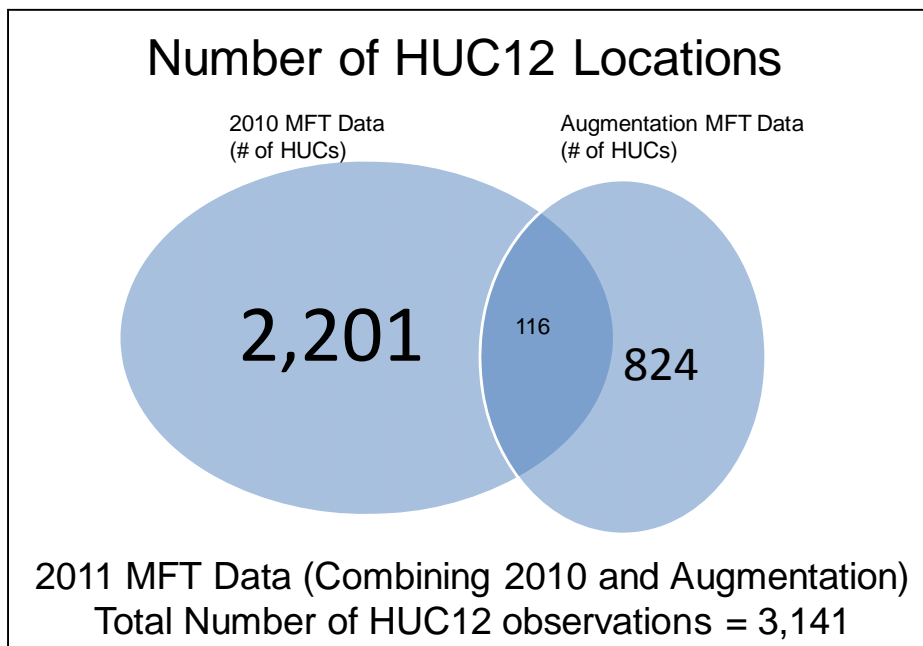 Number of HUC12 Locations
2010 MFT Data
(# of HUCs)
Augmentation MFT Data
(# of HUCs)
2,201
116
824
2011 MFT Data (Combining 2010 and Augmentation)
Total Number of HUC12 observations = 3,141